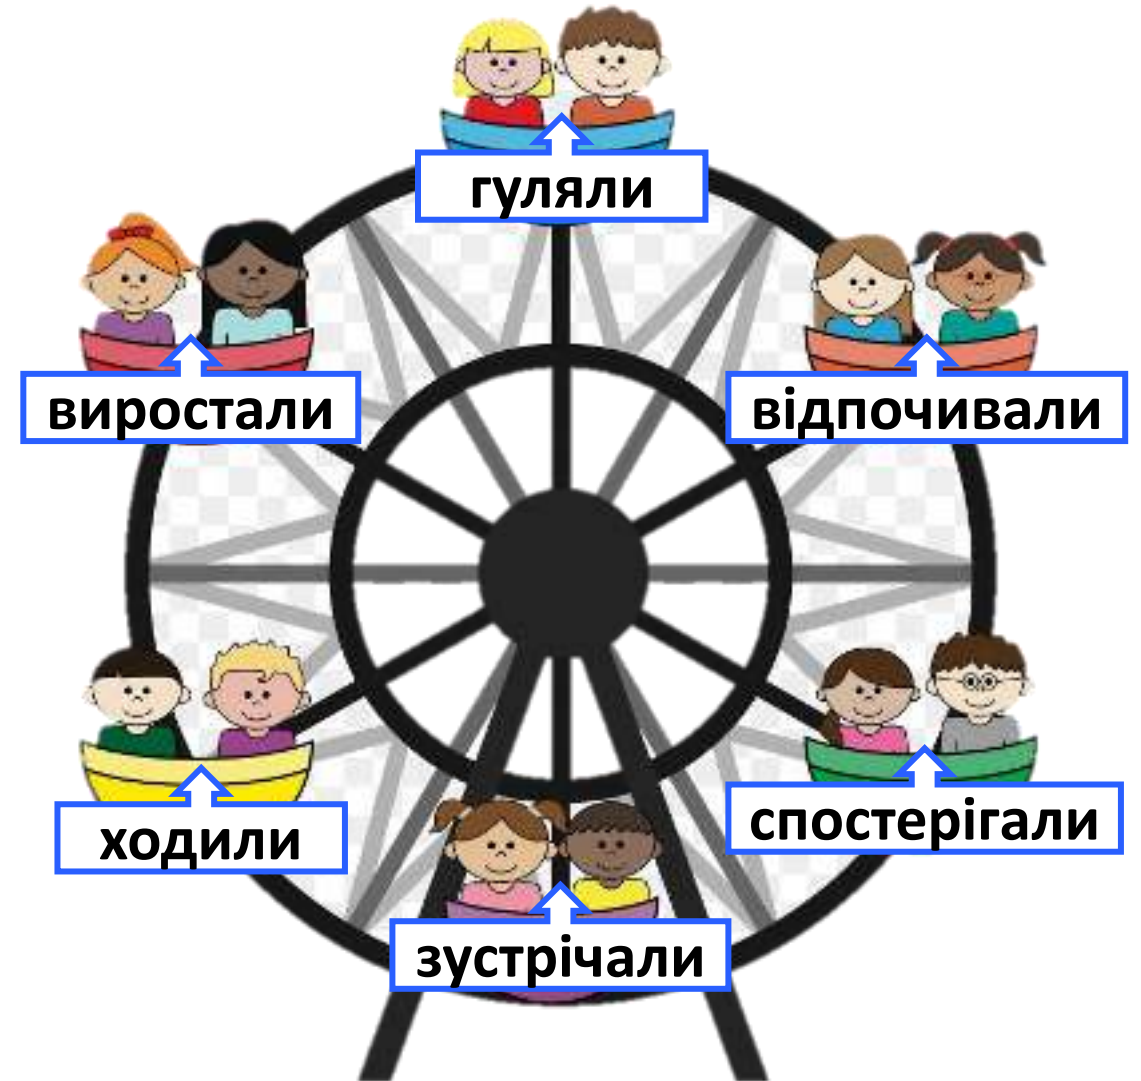 гуляли
виростали
відпочивали
спостерігали
ходили
зустрічали